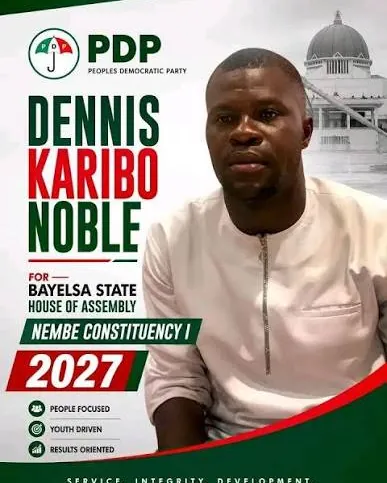 PDP
PDP
PEOPLES DEMOCRATIC PARTY
DENNIS
KARIBO
NOBLE
FOR
BAYELSA STATE
HOUSE OF ASSEMBLY
NEMBE CONSTITUENCY I
2027
PEOPLE FOCUSED
YOUTH DRIVEN
RESULTS ORIENTED
SERVICE INTEGRITY DEVELOPMENT